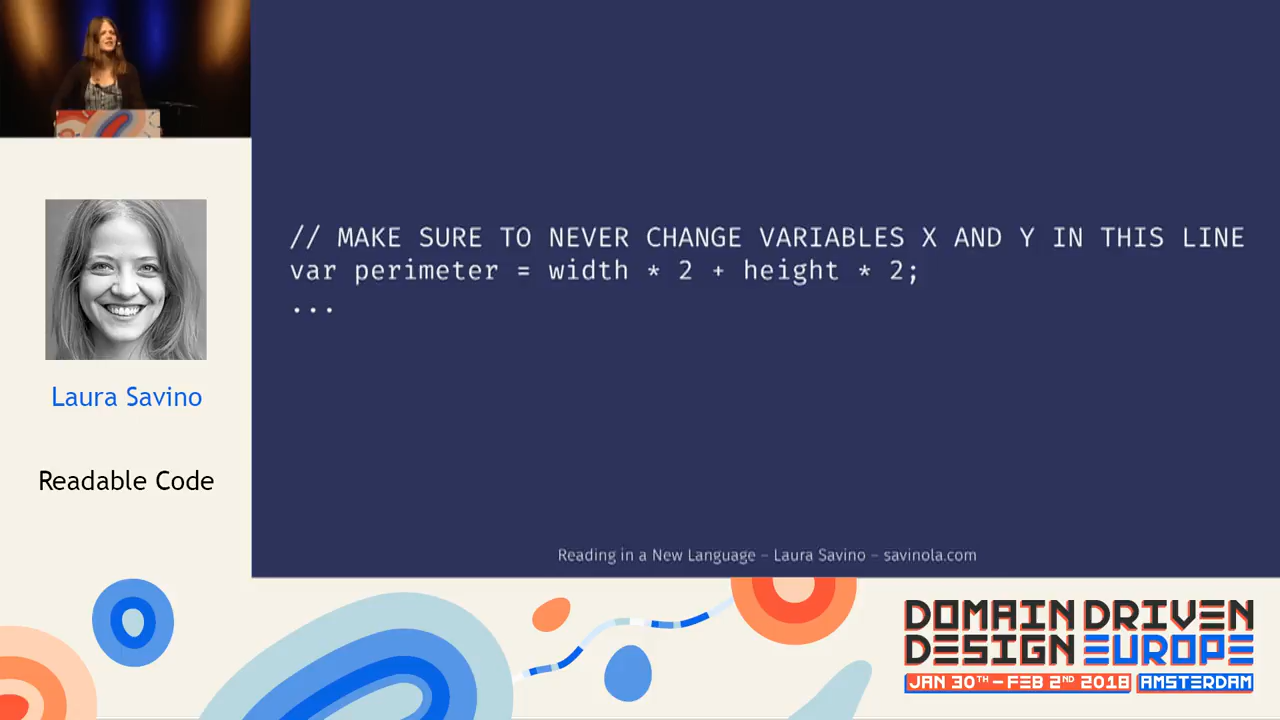 Laura Savino
Readable Code
// MAKE SURE TO NEVER CHANGE VARIABLES X AND Y IN THIS LINE
var perimeter = width * 2 + height * 2;
...
Reading in a New Language – Laura Savino – savinola.com
DOMAIN DRIVEN
DESIGN EUROPE
JAN 30TH – FEB 2ND 2018 AMSTERDAM